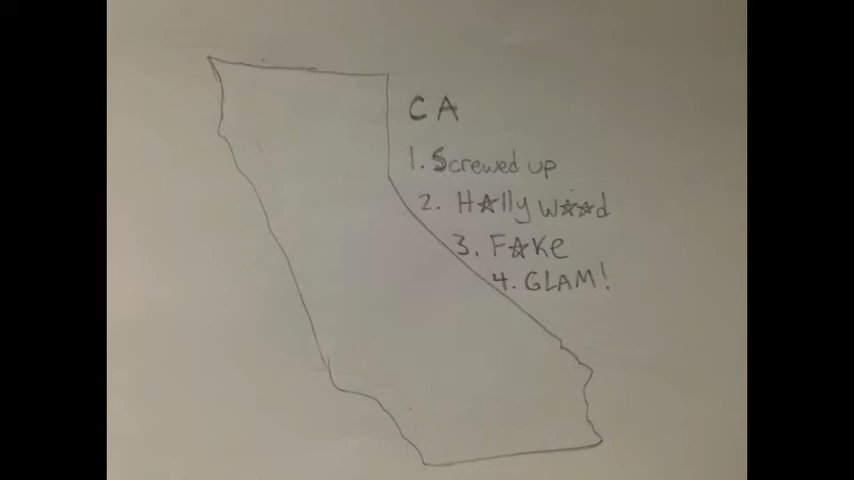 CA
1. Screwed up
2. H☆llyw☆☆d
3. F☆ke
4. GLAM!